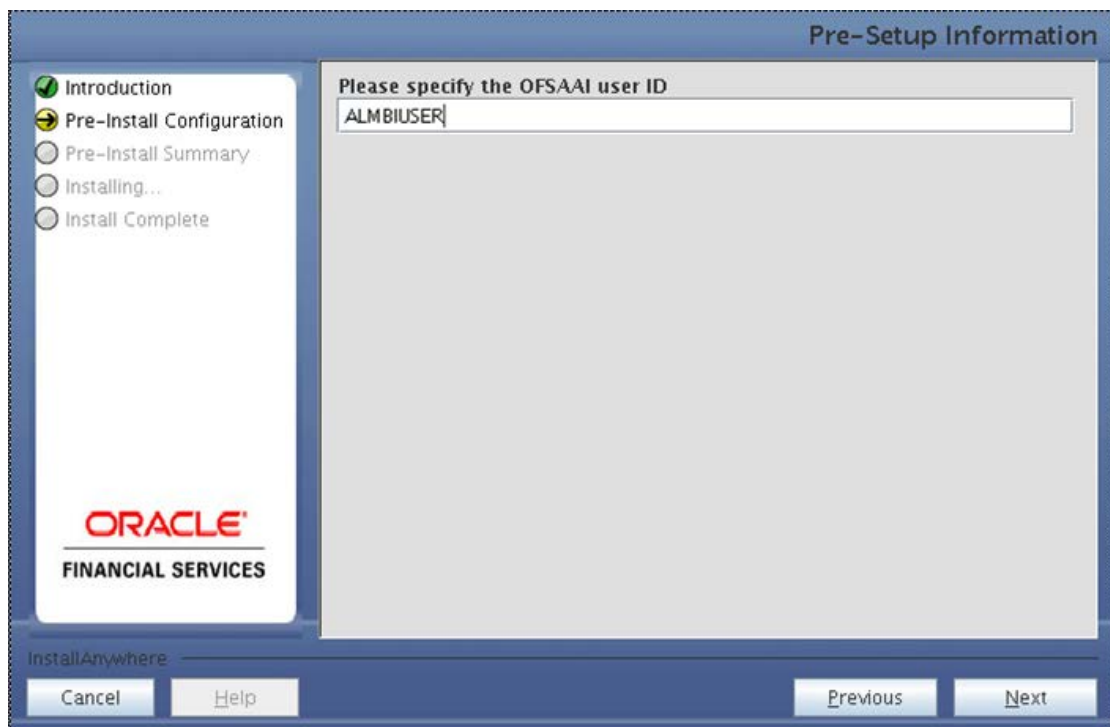 Pre-Setup Information
Introduction
Pre-Install Configuration
Pre-Install Summary
Installing...
Install Complete
ORACLE'
FINANCIAL SERVICES
Please specify the OFSAAI user ID
ALMBIUSER
InstallAnywhere
Cancel
Help
Previous
Next